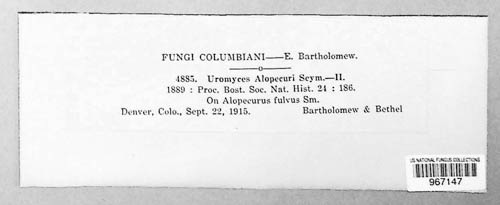 FUNGI COLUMBIANI—E. Bartholomew.
4885. Uromyces Alopecuri Seym.—II.
1889 : Proc. Bost. Soc. Nat. Hist. 24 : 186.
On Alopecurus fulvus Sm.
Denver, Colo., Sept. 22, 1915. Bartholomew & Bethel
US NATIONAL FUNGUS COLLECTIONS
967147